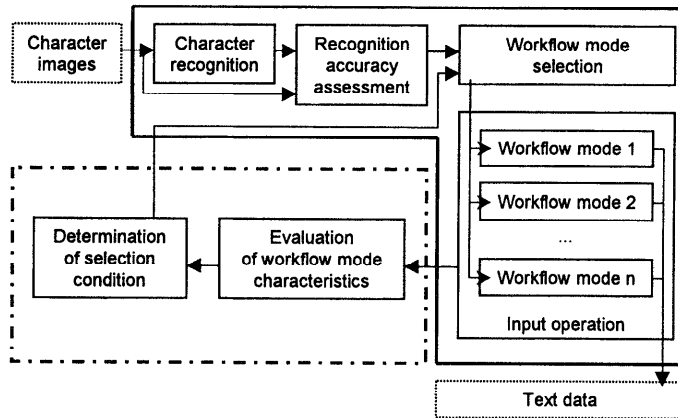 Character
images
Character
recognition
Recognition
accuracy
assessment
Workflow mode
selection
Workflow mode 1
Workflow mode 2
...
Workflow mode n
Input operation
Determination
of selection
condition
Evaluation
of workflow mode
characteristics
Text data